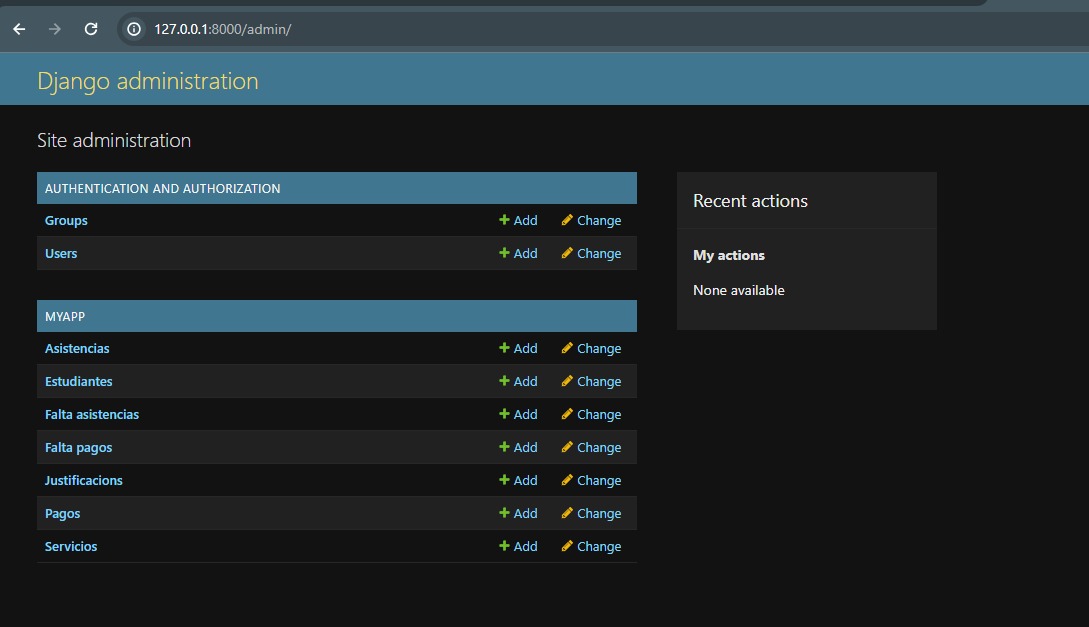 127.0.0.1:8000/admin/
Django administration
Site administration
AUTHENTICATION AND AUTHORIZATION
Groups Add Change
Users Add Change
MYAPP
Asistencias Add Change
Estudiantes Add Change
Falta asistencias Add Change
Falta pagos Add Change
Justificacions Add Change
Pagos Add Change
Servicios Add Change
Recent actions
My actions
None available